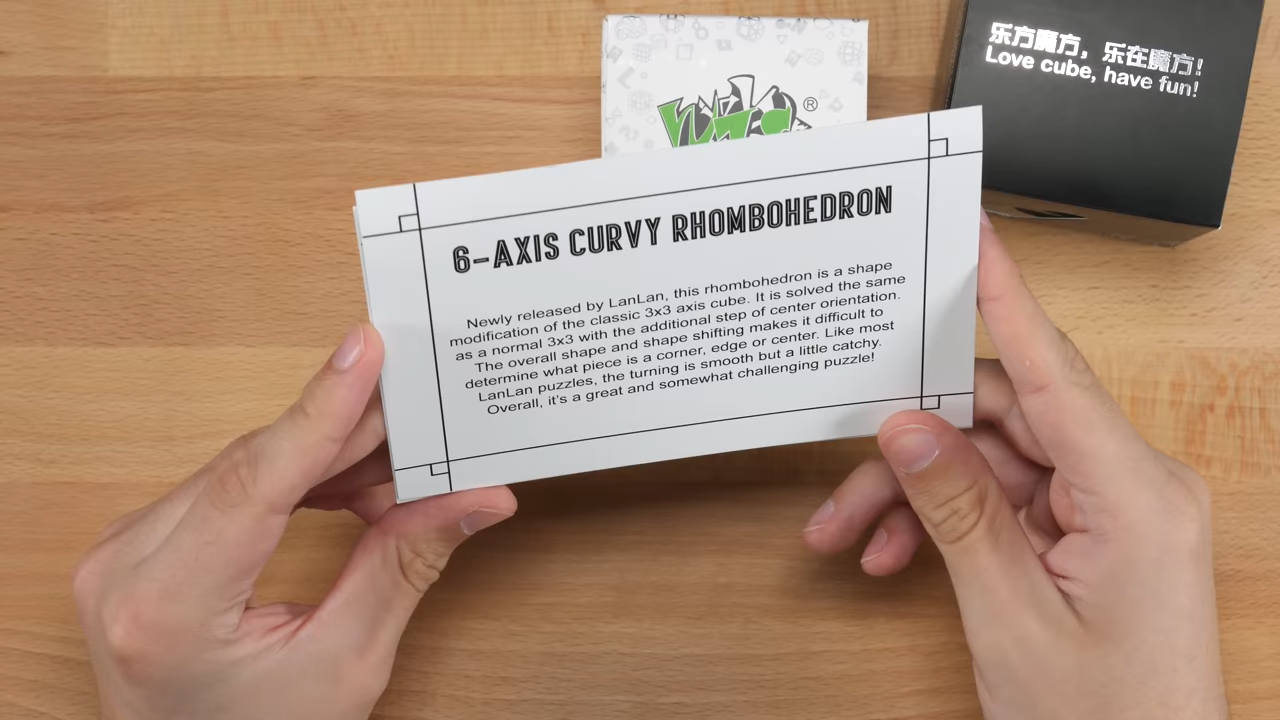 乐方魔方，乐在魔方！
Love cube, have fun!
®
6-AXIS CURVY RHOMBOHEDRON
Newly released by LanLan, this rhombohedron is a shape
modification of the classic 3x3 axis cube. It is solved the same
as a normal 3x3 with the additional step of center orientation.
The overall shape and shape shifting makes it difficult to
determine what piece is a corner, edge or center. Like most
LanLan puzzles, the turning is smooth but a little catchy.
Overall, it's a great and somewhat challenging puzzle!